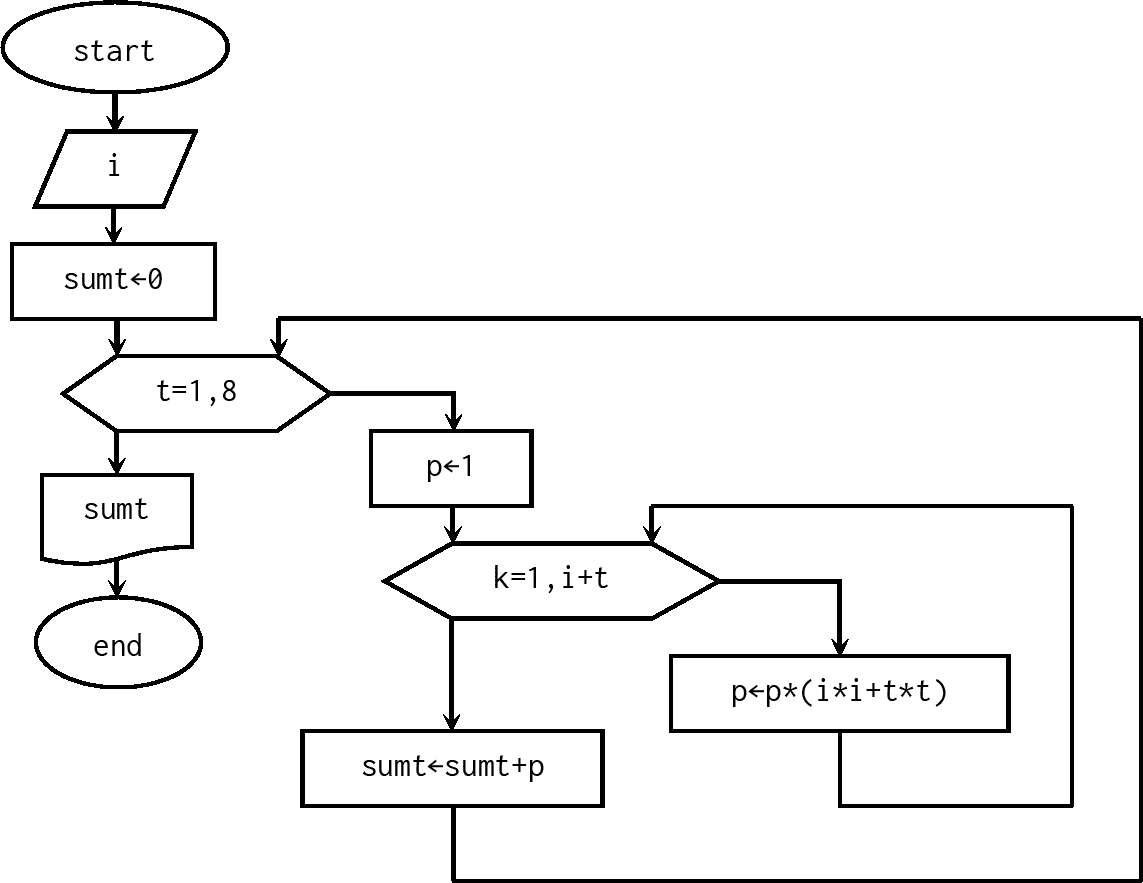 start
i
sumt←0
t=1,8
p←1
sumt
k=1,i+t
end
p←p*(i*i+t*t)
sumt←sumt+p